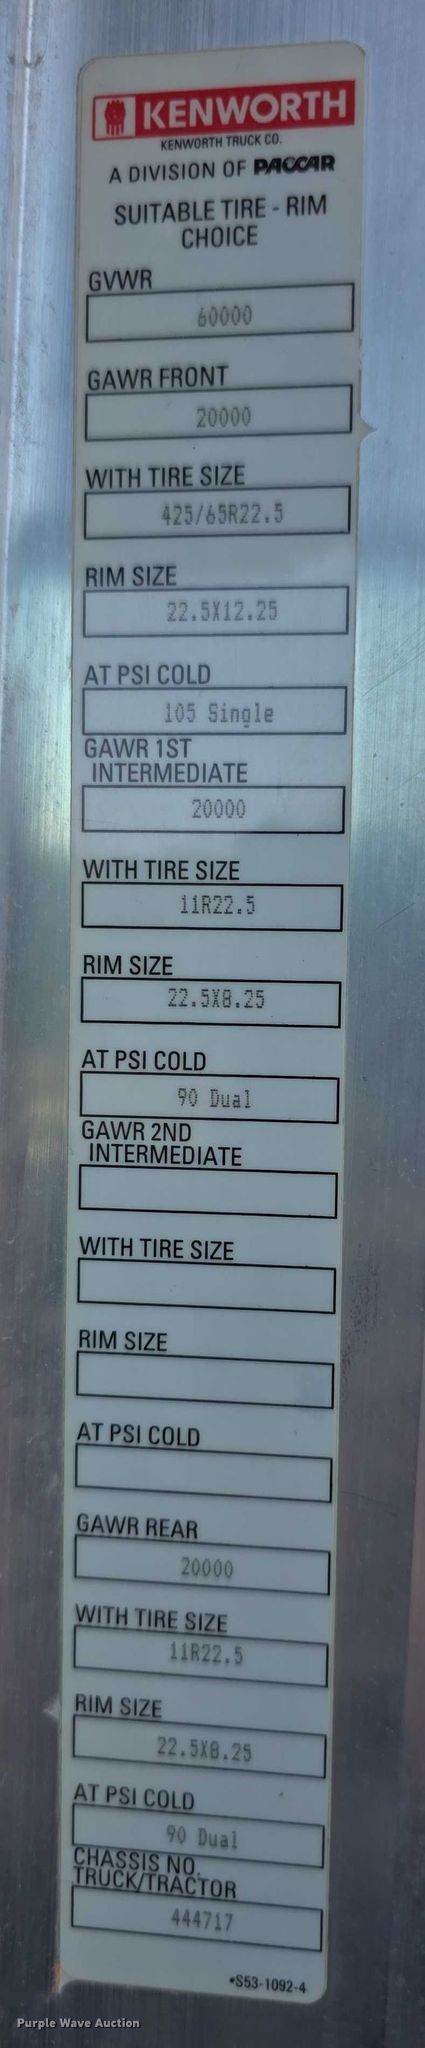 KENWORTH
KENWORTH TRUCK CO.
A DIVISION OF PACCAR
SUITABLE TIRE - RIM
CHOICE
GVWR
60000
GAWR FRONT
20000
WITH TIRE SIZE
425/65R22.5
RIM SIZE
22.5X12.25
AT PSI COLD
105 Single
GAWR 1ST
INTERMEDIATE
20000
WITH TIRE SIZE
11R22.5
RIM SIZE
22.5X8.25
AT PSI COLD
90 Dual
GAWR 2ND
INTERMEDIATE
WITH TIRE SIZE
RIM SIZE
AT PSI COLD
GAWR REAR
20000
WITH TIRE SIZE
11R22.5
RIM SIZE
22.5X8.25
AT PSI COLD
90 Dual
CHASSIS NO.
TRUCK/TRACTOR
444717
•S53-1092-4
Purple Wave Auction